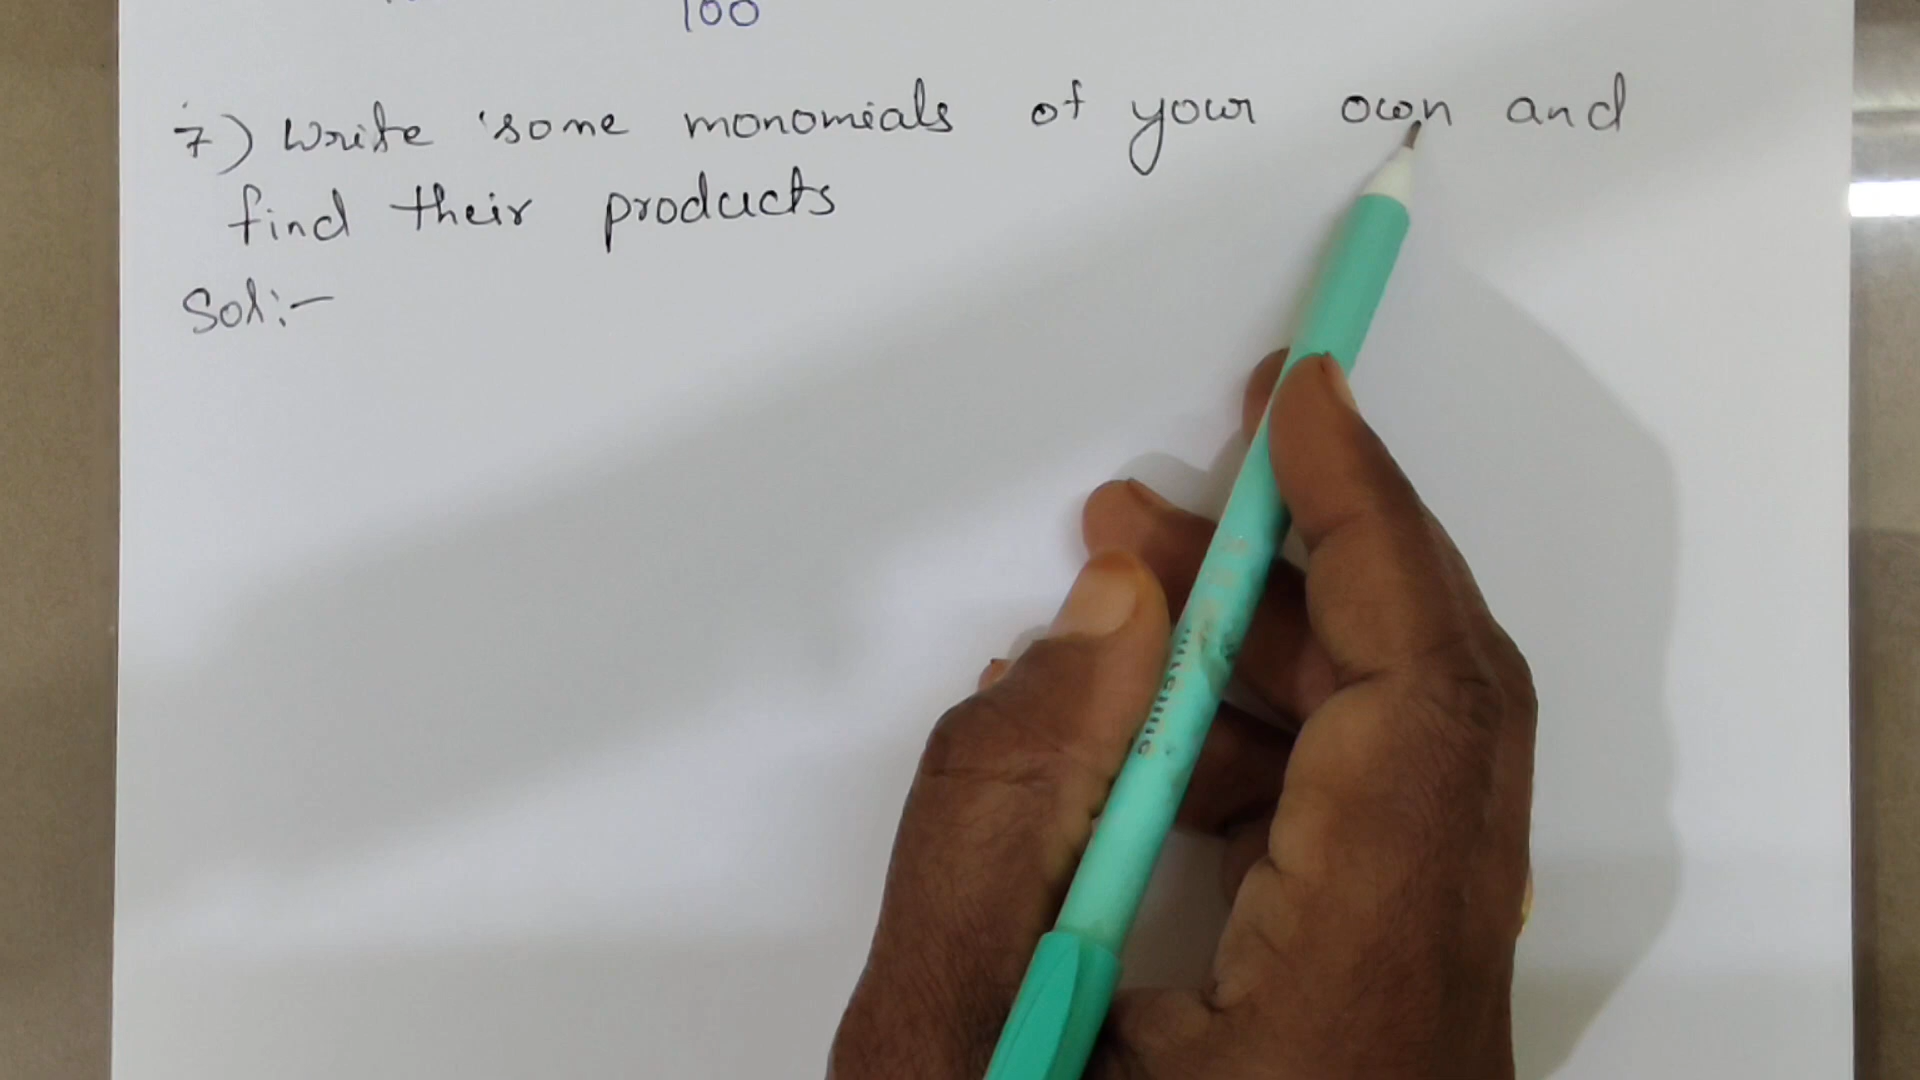 100
7) Write some monomials of your own and
find their products
Sol:-